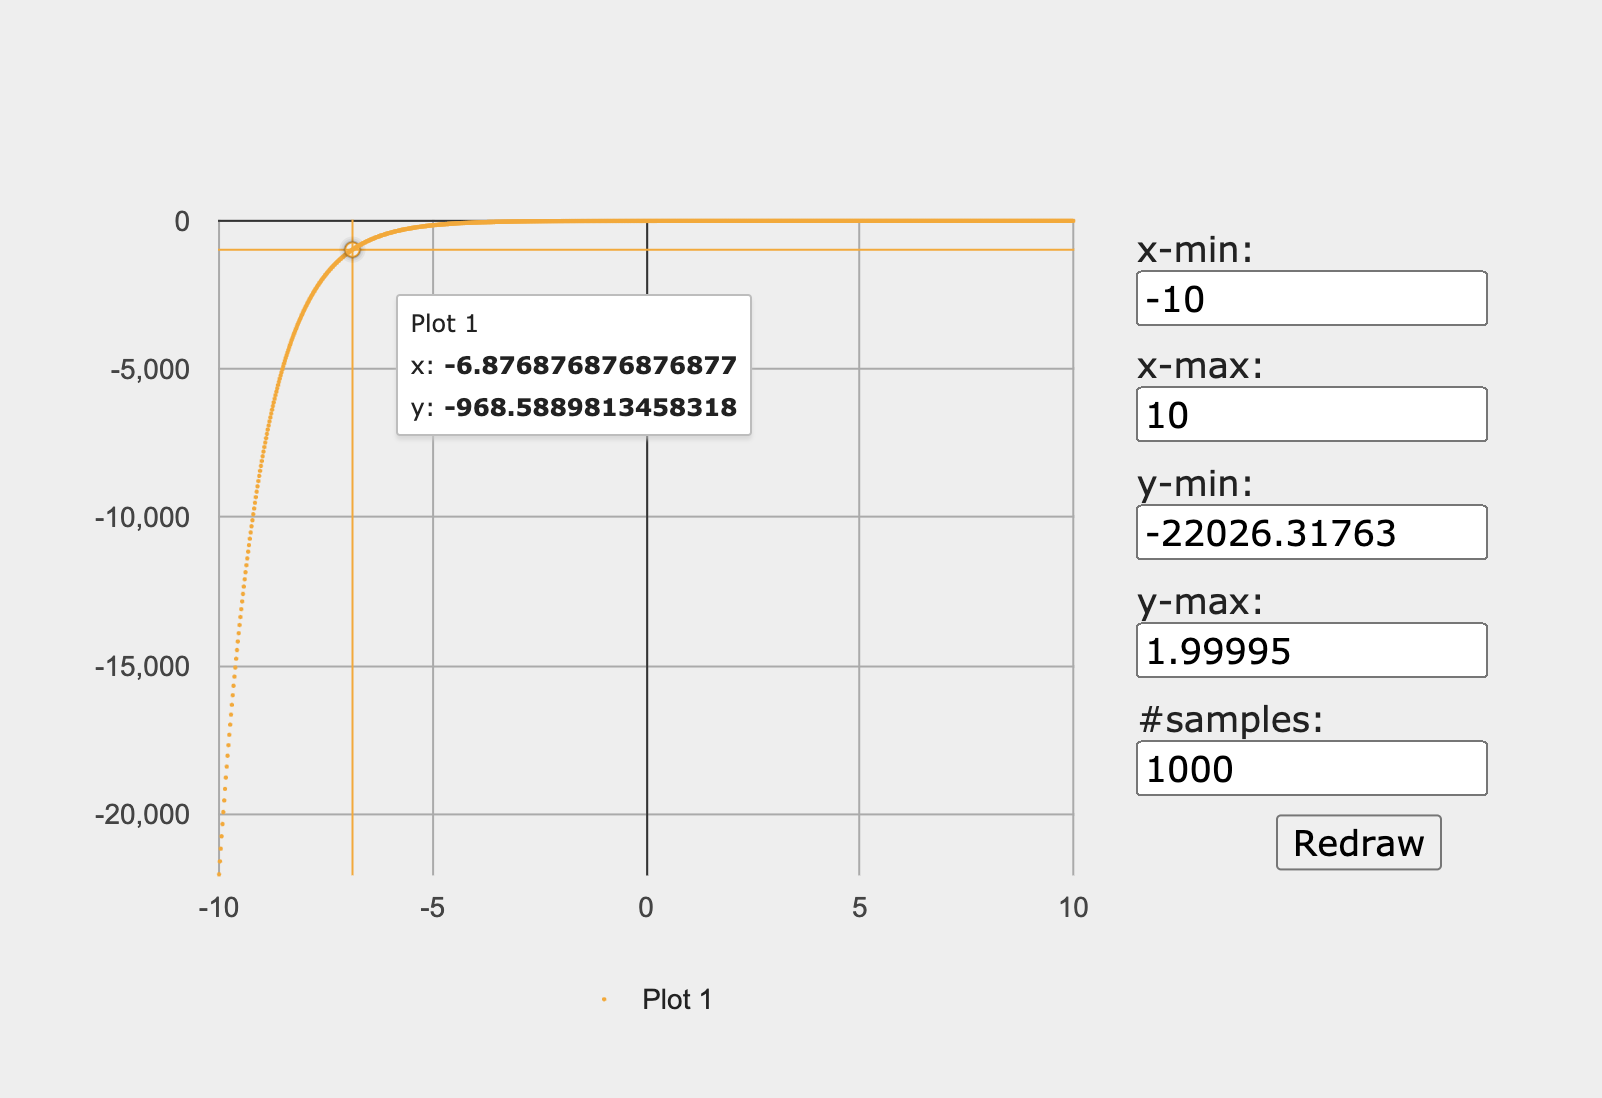 0
-5,000
-10,000
-15,000
-20,000
-10 -5 0 5 10
Plot 1
x: -6.876876876876877
y: -968.5889813458318
Plot 1
x-min:
-10
x-max:
10
y-min:
-22026.31763
y-max:
1.99995
#samples:
1000
Redraw